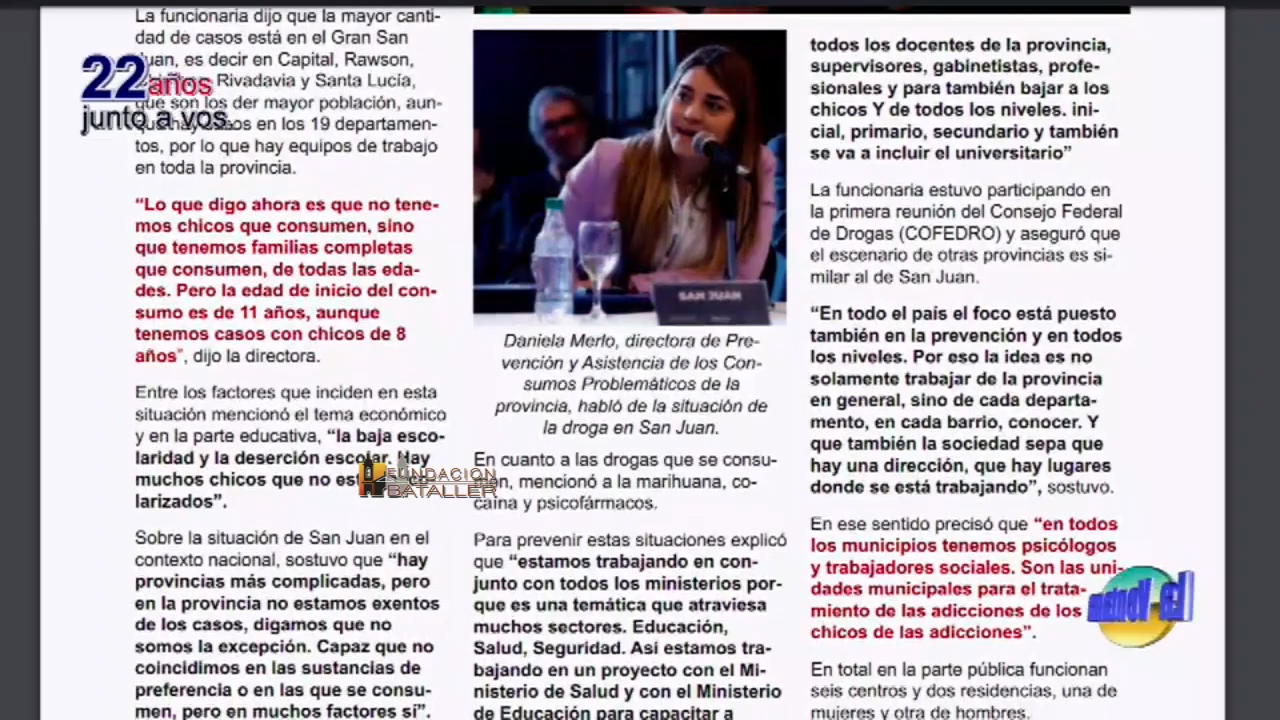 La funcionaria dijo que la mayor canti-
dad de casos está en el Gran San
Juan, es decir en Capital, Rawson,
Rivadavia y Santa Lucía,
que son los der mayor población, aun-
que hay casos en los 19 departamen-
tos, por lo que hay equipos de trabajo
en toda la provincia.
“Lo que digo ahora es que no tene-
mos chicos que consumen, sino
que tenemos familias completas
que consumen, de todas las eda-
des. Pero la edad de inicio del con-
sumo es de 11 años, aunque
tenemos casos con chicos de 8
años”, dijo la directora.
Entre los factores que inciden en esta
situación mencionó el tema económico
y en la parte educativa, “la baja esco-
laridad y la deserción escolar. Hay
muchos chicos que no
larizados”.
Sobre la situación de San Juan en el
contexto nacional, sostuvo que “hay
provincias más complicadas, pero
en la provincia no estamos exentos
de los casos, digamos que no
somos la excepción. Capaz que no
coincidimos en las sustancias de
preferencia o en las que se consu-
men, pero en muchos factores sí”.
SAN JUAN
Daniela Merlo, directora de Pre-
vención y Asistencia de los Con-
sumos Problemáticos de la
provincia, habló de la situación de
la droga en San Juan.
En cuanto a las drogas que se consu-
men, mencionó a la marihuana, co-
caína y psicofármacos.
Para prevenir estas situaciones explicó
que “estamos trabajando en con-
junto con todos los ministerios por-
que es una temática que atraviesa
muchos sectores. Educación,
Salud, Seguridad. Así estamos tra-
bajando en un proyecto con el Mi-
nisterio de Salud y con el Ministerio
de Educación para capacitar a
todos los docentes de la provincia,
supervisores, gabinetistas, profe-
sionales y para también bajar a los
chicos Y de todos los niveles. ini-
cial, primario, secundario y también
se va a incluir el universitario”
La funcionaria estuvo participando en
la primera reunión del Consejo Federal
de Drogas (COFEDRO) y aseguró que
el escenario de otras provincias es si-
milar al de San Juan.
“En todo el país el foco está puesto
también en la prevención y en todos
los niveles. Por eso la idea es no
solamente trabajar de la provincia
en general, sino de cada departa-
mento, en cada barrio, conocer. Y
que también la sociedad sepa que
hay una dirección, que hay lugares
donde se está trabajando”, sostuvo.
En ese sentido precisó que “en todos
los municipios tenemos psicólogos
y trabajadores sociales. Son las uni-
dades municipales para el trata-
miento de las adicciones de los
chicos de las adicciones”.
En total en la parte pública funcionan
seis centros y dos residencias, una de
mujeres y otra de hombres.
22 años
junto a vos.
FUNDACION
BATALLER